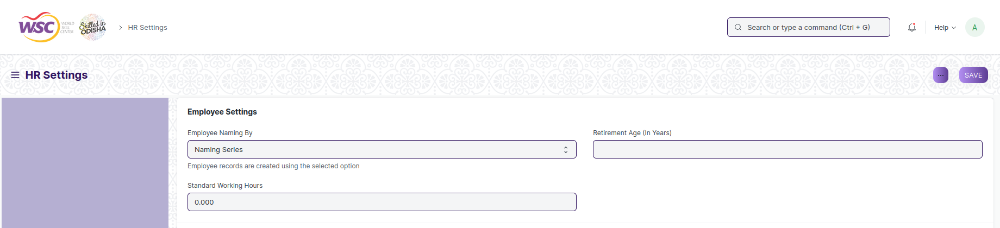 WSC
WORLD
SKILL
CENTER
Skilled in
ODISHA
HR Settings
Search or type a command (Ctrl + G)
Help
A
HR Settings
...
SAVE
Employee Settings
Employee Naming By
Retirement Age (In Years)
Naming Series
Employee records are created using the selected option
Standard Working Hours
0.000